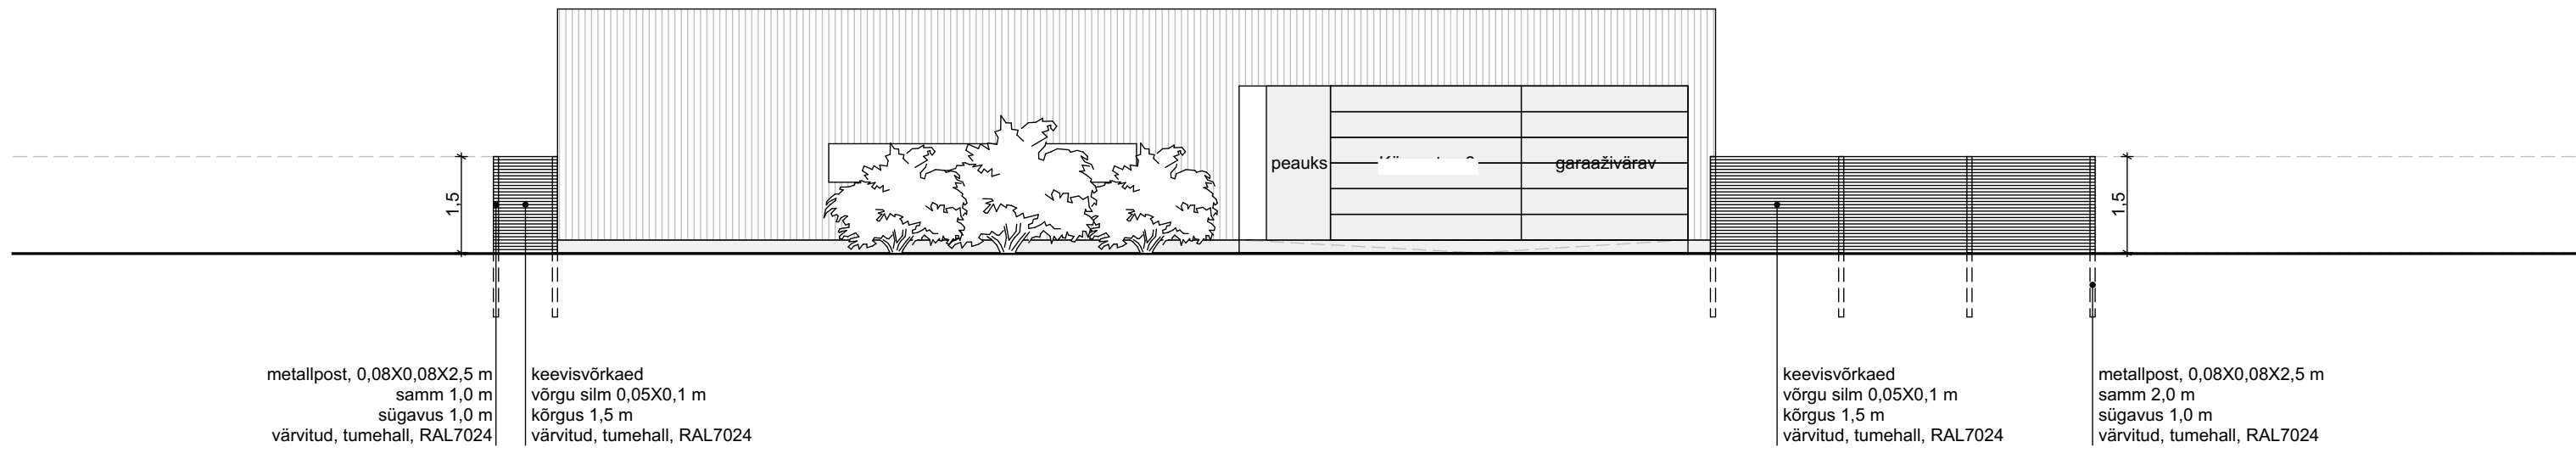 peauks
garaaživärav
1,5
1,5
metallpost, 0,08X0,08X2,5 m
samm 1,0 m
sügavus 1,0 m
värvitud, tumehall, RAL7024
keevisvõrkaed
võrgu silm 0,05X0,1 m
kõrgus 1,5 m
värvitud, tumehall, RAL7024
keevisvõrkaed
võrgu silm 0,05X0,1 m
kõrgus 1,5 m
värvitud, tumehall, RAL7024
metallpost, 0,08X0,08X2,5 m
samm 2,0 m
sügavus 1,0 m
värvitud, tumehall, RAL7024